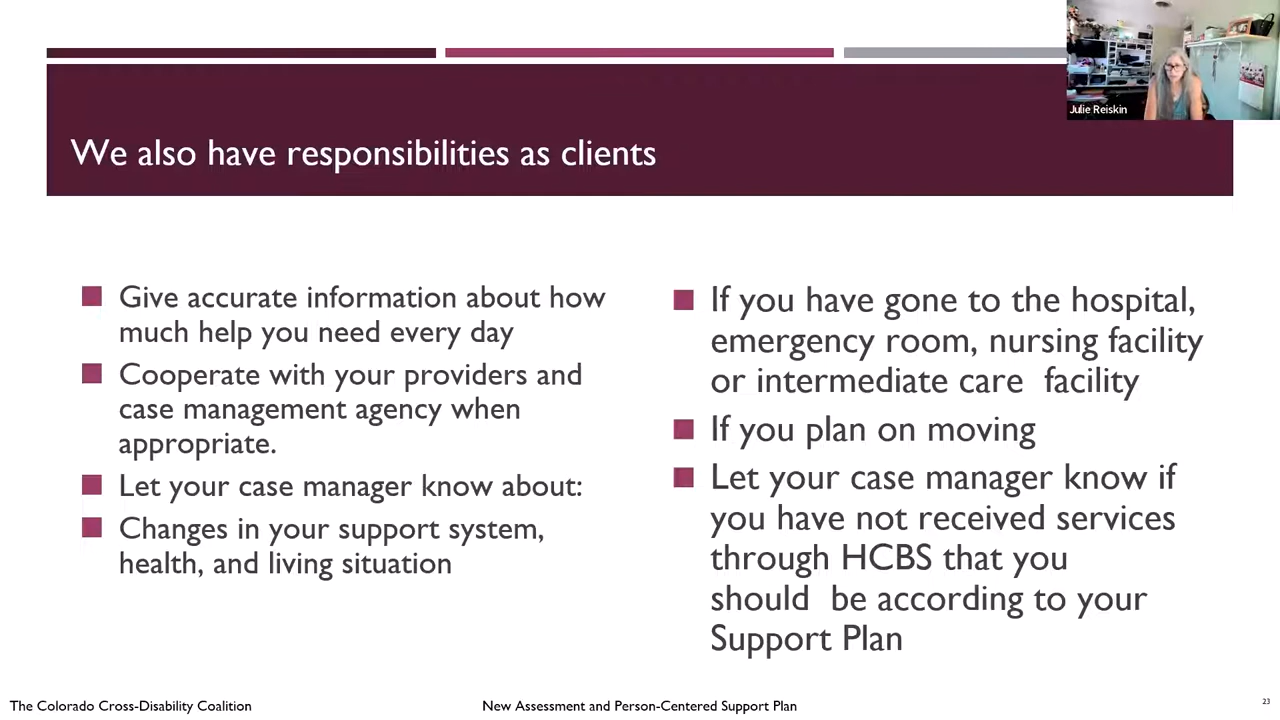 Julie Reiskin
We also have responsibilities as clients
Give accurate information about how
much help you need every day
Cooperate with your providers and
case management agency when
appropriate.
Let your case manager know about:
Changes in your support system,
health, and living situation
If you have gone to the hospital,
emergency room, nursing facility
or intermediate care  facility
If you plan on moving
Let your case manager know if
you have not received services
through HCBS that you
should  be according to your
Support Plan
The Colorado Cross-Disability Coalition
New Assessment and Person-Centered Support Plan
23